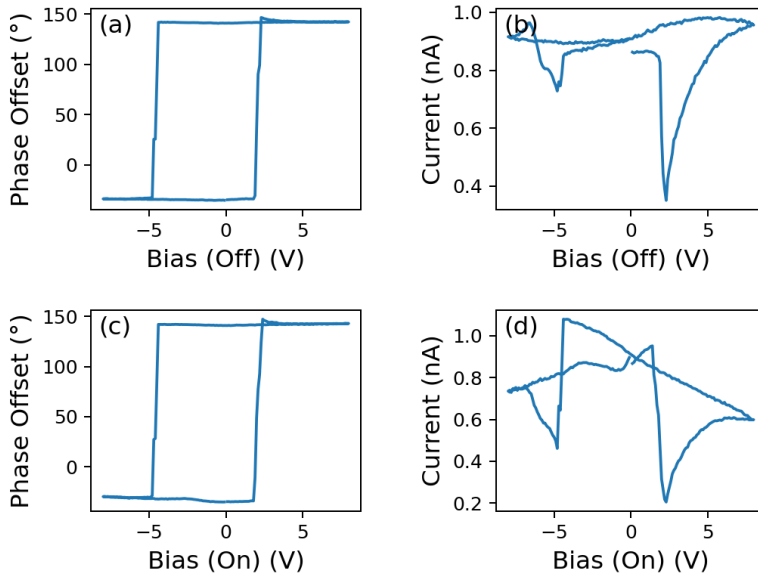 (a)
150
100
50
0
Phase Offset (°)
−5 0 5
Bias (Off) (V)
(b)
1.0
0.8
0.6
0.4
Current (nA)
−5 0 5
Bias (Off) (V)
(c)
150
100
50
0
Phase Offset (°)
−5 0 5
Bias (On) (V)
(d)
1.0
0.8
0.6
0.4
0.2
Current (nA)
−5 0 5
Bias (On) (V)